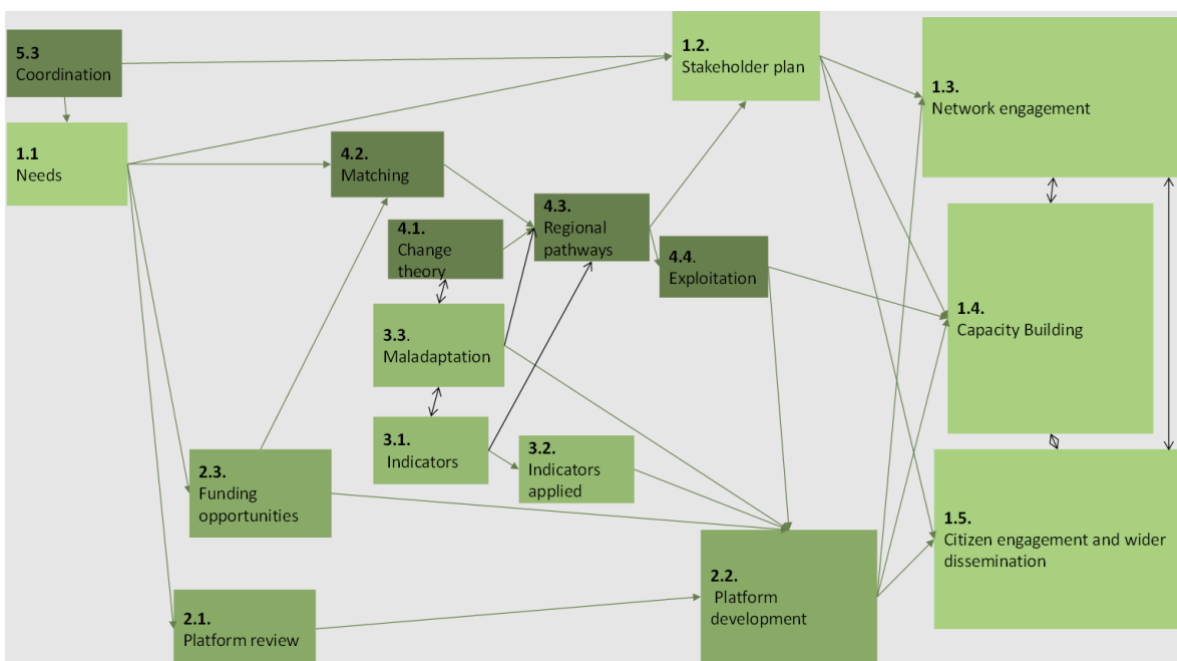 5.3
Coordination
1.2.
Stakeholder plan
1.3.
Network engagement
1.1
Needs
4.2.
Matching
4.1.
Change
theory
4.3.
Regional
pathways
4.4.
Exploitation
1.4.
Capacity Building
3.3.
Maladaptation
3.1.
Indicators
3.2.
Indicators
applied
2.3.
Funding
opportunities
1.5.
Citizen engagement and wider
dissemination
2.1.
Platform review
2.2.
Platform
development